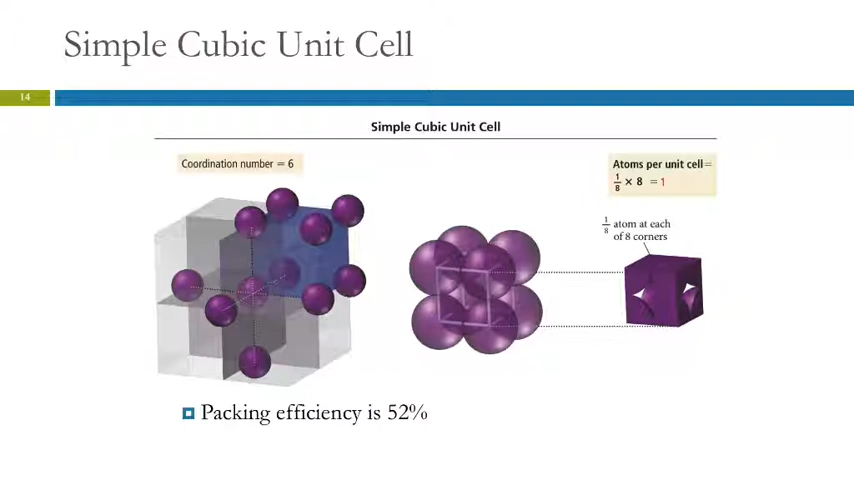 Simple Cubic Unit Cell
14
Simple Cubic Unit Cell
Coordination number = 6
Atoms per unit cell=
1/8 × 8 = 1
1/8 atom at each
of 8 corners
Packing efficiency is 52%